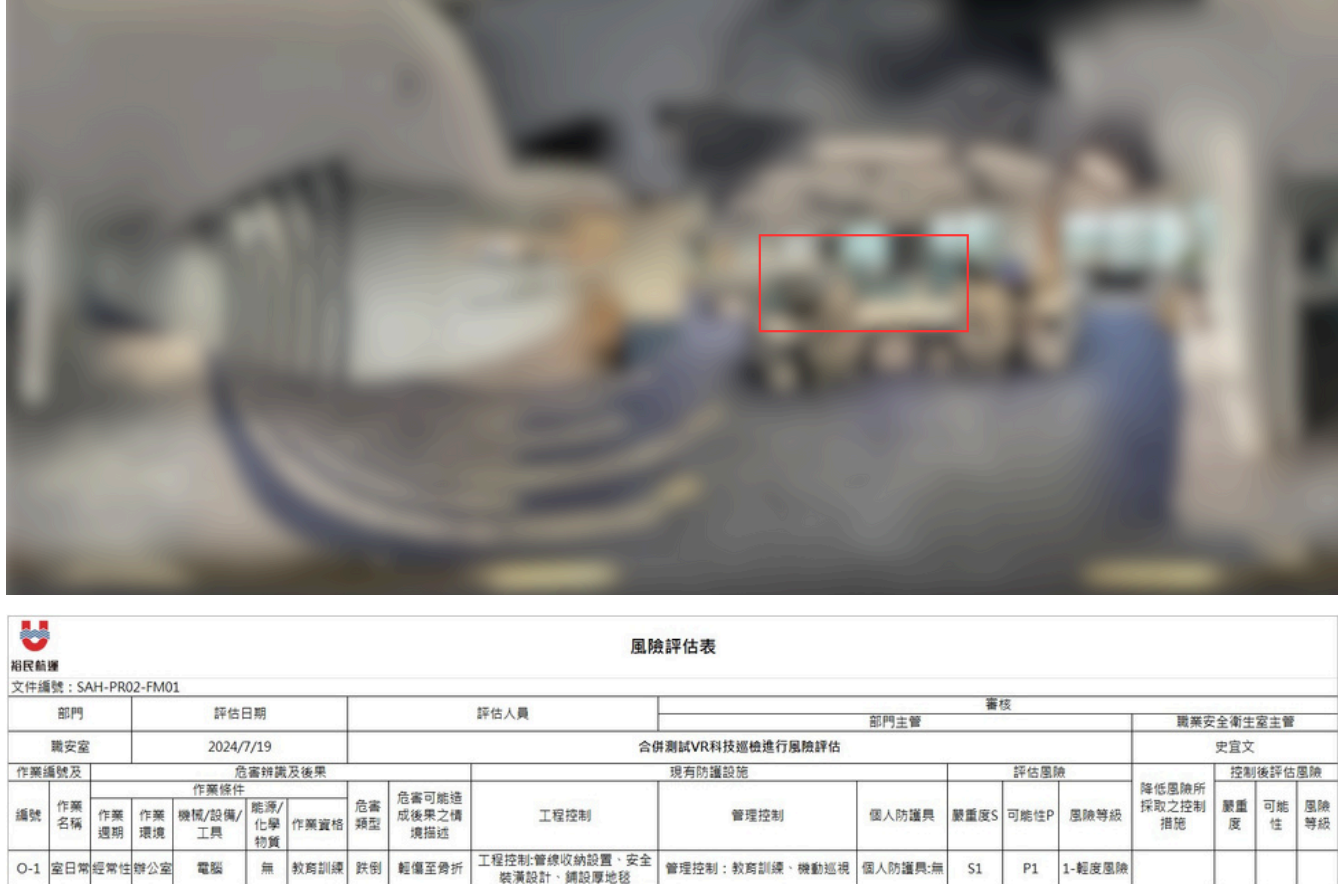 裕民航運
風險評估表
文件編號：SAH-PR02-FM01
部門 評估日期 評估人員 審核
部門主管 職業安全衛生室主管
職安室 2024/7/19 合併測試VR科技巡檢進行風險評估 史宜文
作業編號及 危害辨識及後果 現有防護設施 評估風險 降低風險所採取之控制措施 控制後評估風險
作業條件
編號 作業名稱 作業週期 作業環境 機械/設備/工具 能源/化學物質 作業資格 危害類型 危害可能造成後果之情境描述 工程控制 管理控制 個人防護具 嚴重度S 可能性P 風險等級 嚴重度 可能性 風險等級
O-1 室日常 經常性 辦公室 電腦 無 教育訓練 跌倒 輕傷至骨折 工程控制:管線收納設置、安全裝潢設計、鋪設厚地毯 管理控制：教育訓練、機動巡視 個人防護具:無 S1 P1 1-輕度風險